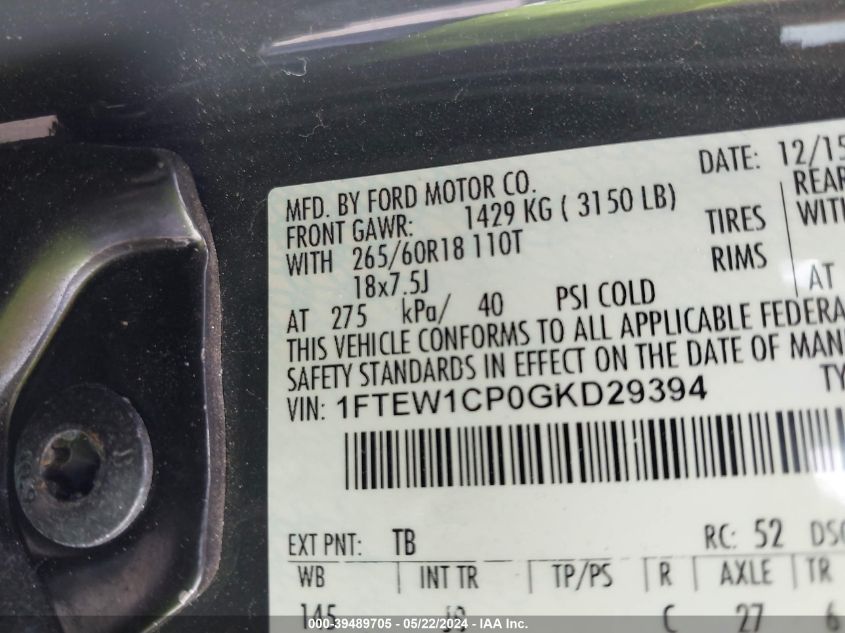 DATE: 12/15
MFD. BY FORD MOTOR CO.
FRONT GAWR: 1429 KG ( 3150 LB)
REAR
WITH 265/60R18 110T TIRES
WITH
18x7.5J RIMS
AT 275 kPa/ 40 PSI COLD
AT
THIS VEHICLE CONFORMS TO ALL APPLICABLE FEDERA
SAFETY STANDARDS IN EFFECT ON THE DATE OF MAN
VIN: 1FTEW1CP0GKD29394
TY
EXT PNT: TB RC: 52 DSO
WB INT TR TP/PS R AXLE TR
145 C 27 6
000-39489705 - 05/22/2024 - IAA Inc.